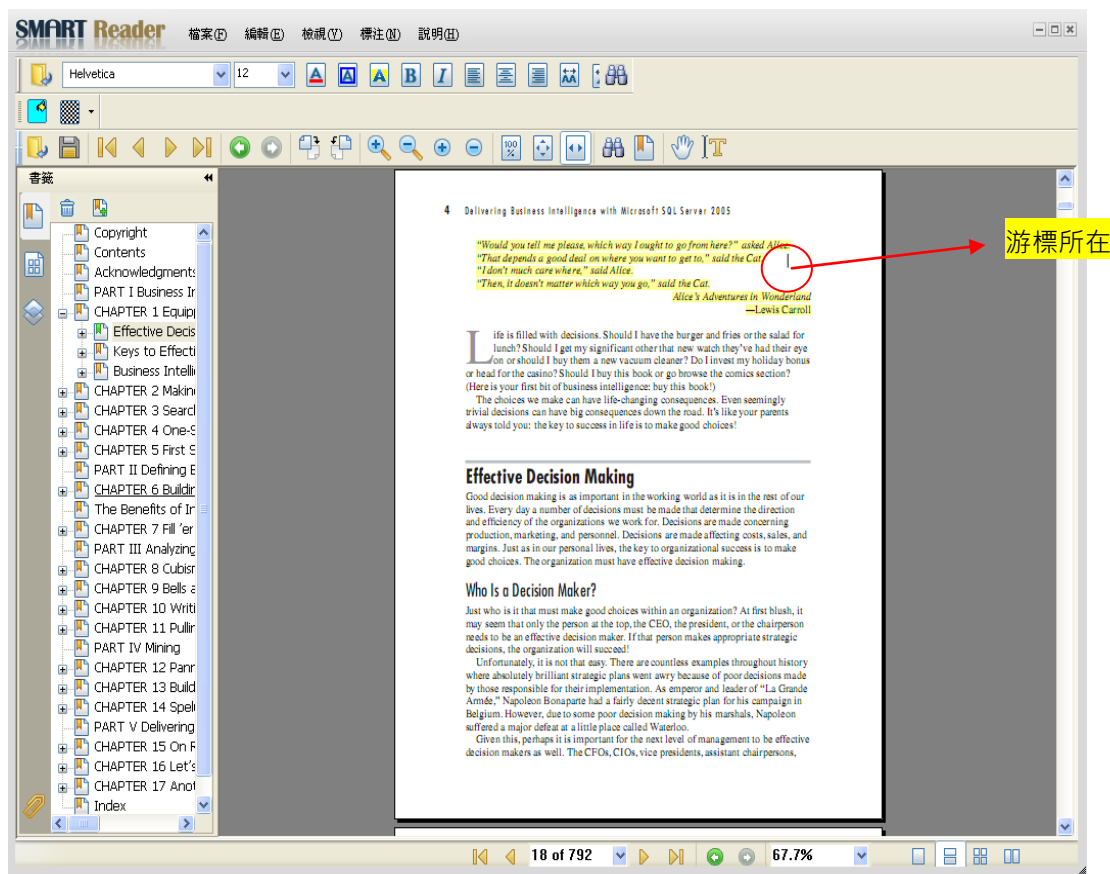 SMART Reader 檔案(F) 編輯(E) 檢視(V) 標注(N) 說明(H)
Helvetica 12
書籤
Copyright
Contents
Acknowledgments
PART I Business Ir
CHAPTER 1 Equip
Effective Decis
Keys to Effecti
Business Intelli
CHAPTER 2 Makin
CHAPTER 3 Searc
CHAPTER 4 One-S
CHAPTER 5 First S
PART II Defining E
CHAPTER 6 Buildir
The Benefits of Ir
CHAPTER 7 Fill 'er
PART III Analyzing
CHAPTER 8 Cubisr
CHAPTER 9 Bells a
CHAPTER 10 Writi
CHAPTER 11 Pullir
PART IV Mining
CHAPTER 12 Panr
CHAPTER 13 Build
CHAPTER 14 Spel
PART V Delivering
CHAPTER 15 On F
CHAPTER 16 Let's
CHAPTER 17 Anot
Index
4 Delivering Business Intelligence with Microsoft SQL Server 2005
"Would you tell me please, which way I ought to go from here?" asked Alice.
"That depends a good deal on where you want to get to," said the Cat.
"I don't much care where," said Alice.
"Then, it doesn't matter which way you go," said the Cat.
Alice's Adventures in Wonderland
—Lewis Carroll
游標所在
Life is filled with decisions. Should I have the burger and fries or the salad for
lunch? Should I get my significant other that new watch they've had their eye
on or should I buy them a new vacuum cleaner? Do I invest my holiday bonus
or head for the casino? Should I buy this book or go browse the comics section?
(Here is your first bit of business intelligence: buy this book!)
The choices we make can have life-changing consequences. Even seemingly
trivial decisions can have big consequences down the road. It's like your parents
always told you: the key to success in life is to make good choices!
Effective Decision Making
Good decision making is as important in the working world as it is in the rest of our
lives. Every day a number of decisions must be made that determine the direction
and efficiency of the organizations we work for. Decisions are made concerning
production, marketing, and personnel. Decisions are made affecting costs, sales, and
margins. Just as in our personal lives, the key to organizational success is to make
good choices. The organization must have effective decision making.
Who Is a Decision Maker?
Just who is it that must make good choices within an organization? At first blush, it
may seem that only the person at the top, the CEO, the president, or the chairperson
needs to be an effective decision maker. If that person makes appropriate strategic
decisions, the organization will succeed!
Unfortunately, it is not that easy. There are countless examples throughout history
where absolutely brilliant strategic plans went awry because of poor decisions made
by those responsible for their implementation. As emperor and leader of "La Grande
Armée," Napoleon Bonaparte had a fairly decent strategic plan for his campaign in
Belgium. However, due to some poor decision making by his marshals, Napoleon
suffered a major defeat at a little place called Waterloo.
Given this, perhaps it is important for the next level of management to be effective
decision makers as well. The CFOs, CIOs, vice presidents, assistant chairpersons,
18 of 792 67.7%